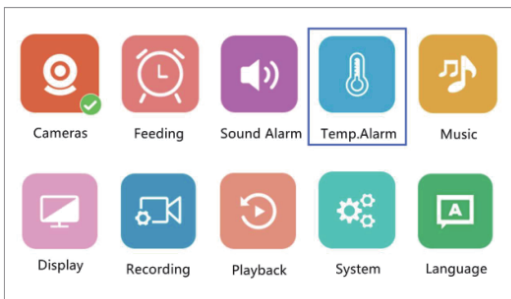 Cameras
Feeding
Sound Alarm
Temp.Alarm
Music
A
Display
Recording
Playback
System
Language